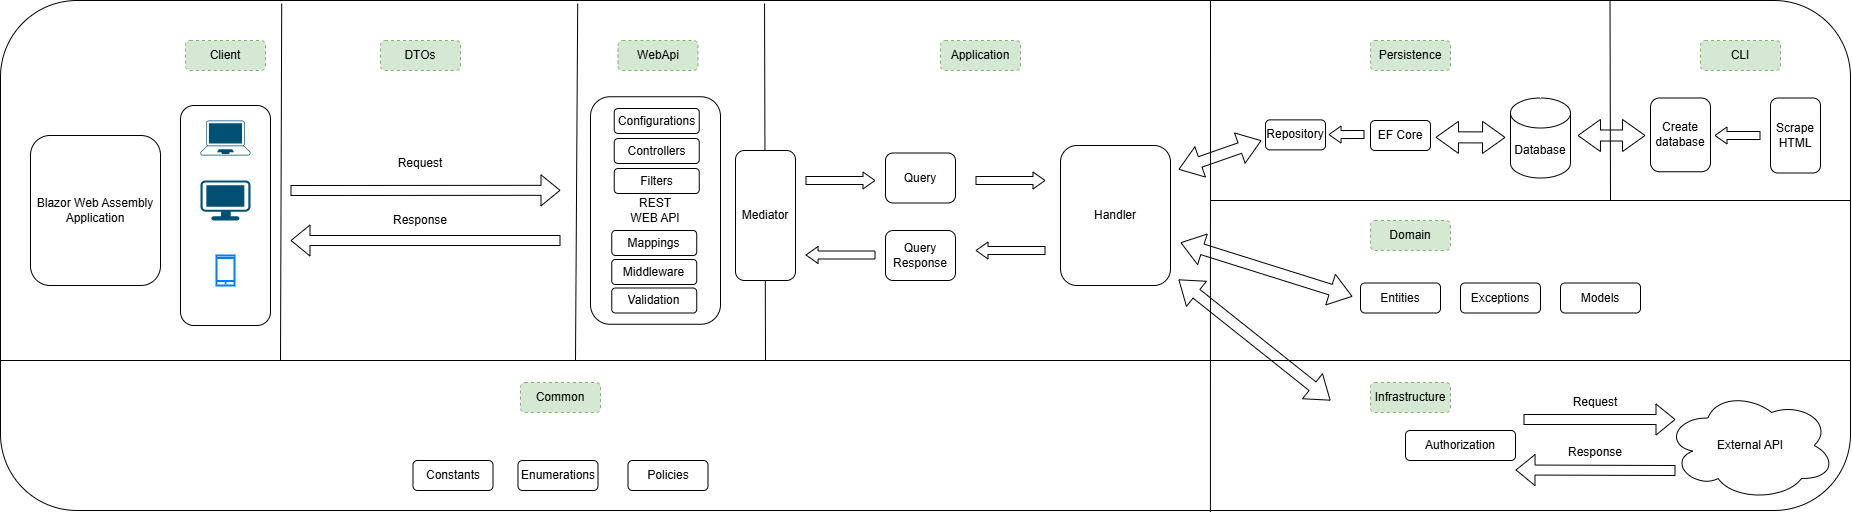 Client
DTOs
WebApi
Application
Persistence
CLI
Blazor Web Assembly
Application
Request
Response
Configurations
Controllers
Filters
REST
WEB API
Mappings
Middleware
Validation
Mediator
Query
Query
Response
Handler
Repository
EF Core
Database
Create
database
Scrape
HTML
Domain
Entities
Exceptions
Models
Common
Constants
Enumerations
Policies
Infrastructure
Authorization
Request
Response
External API